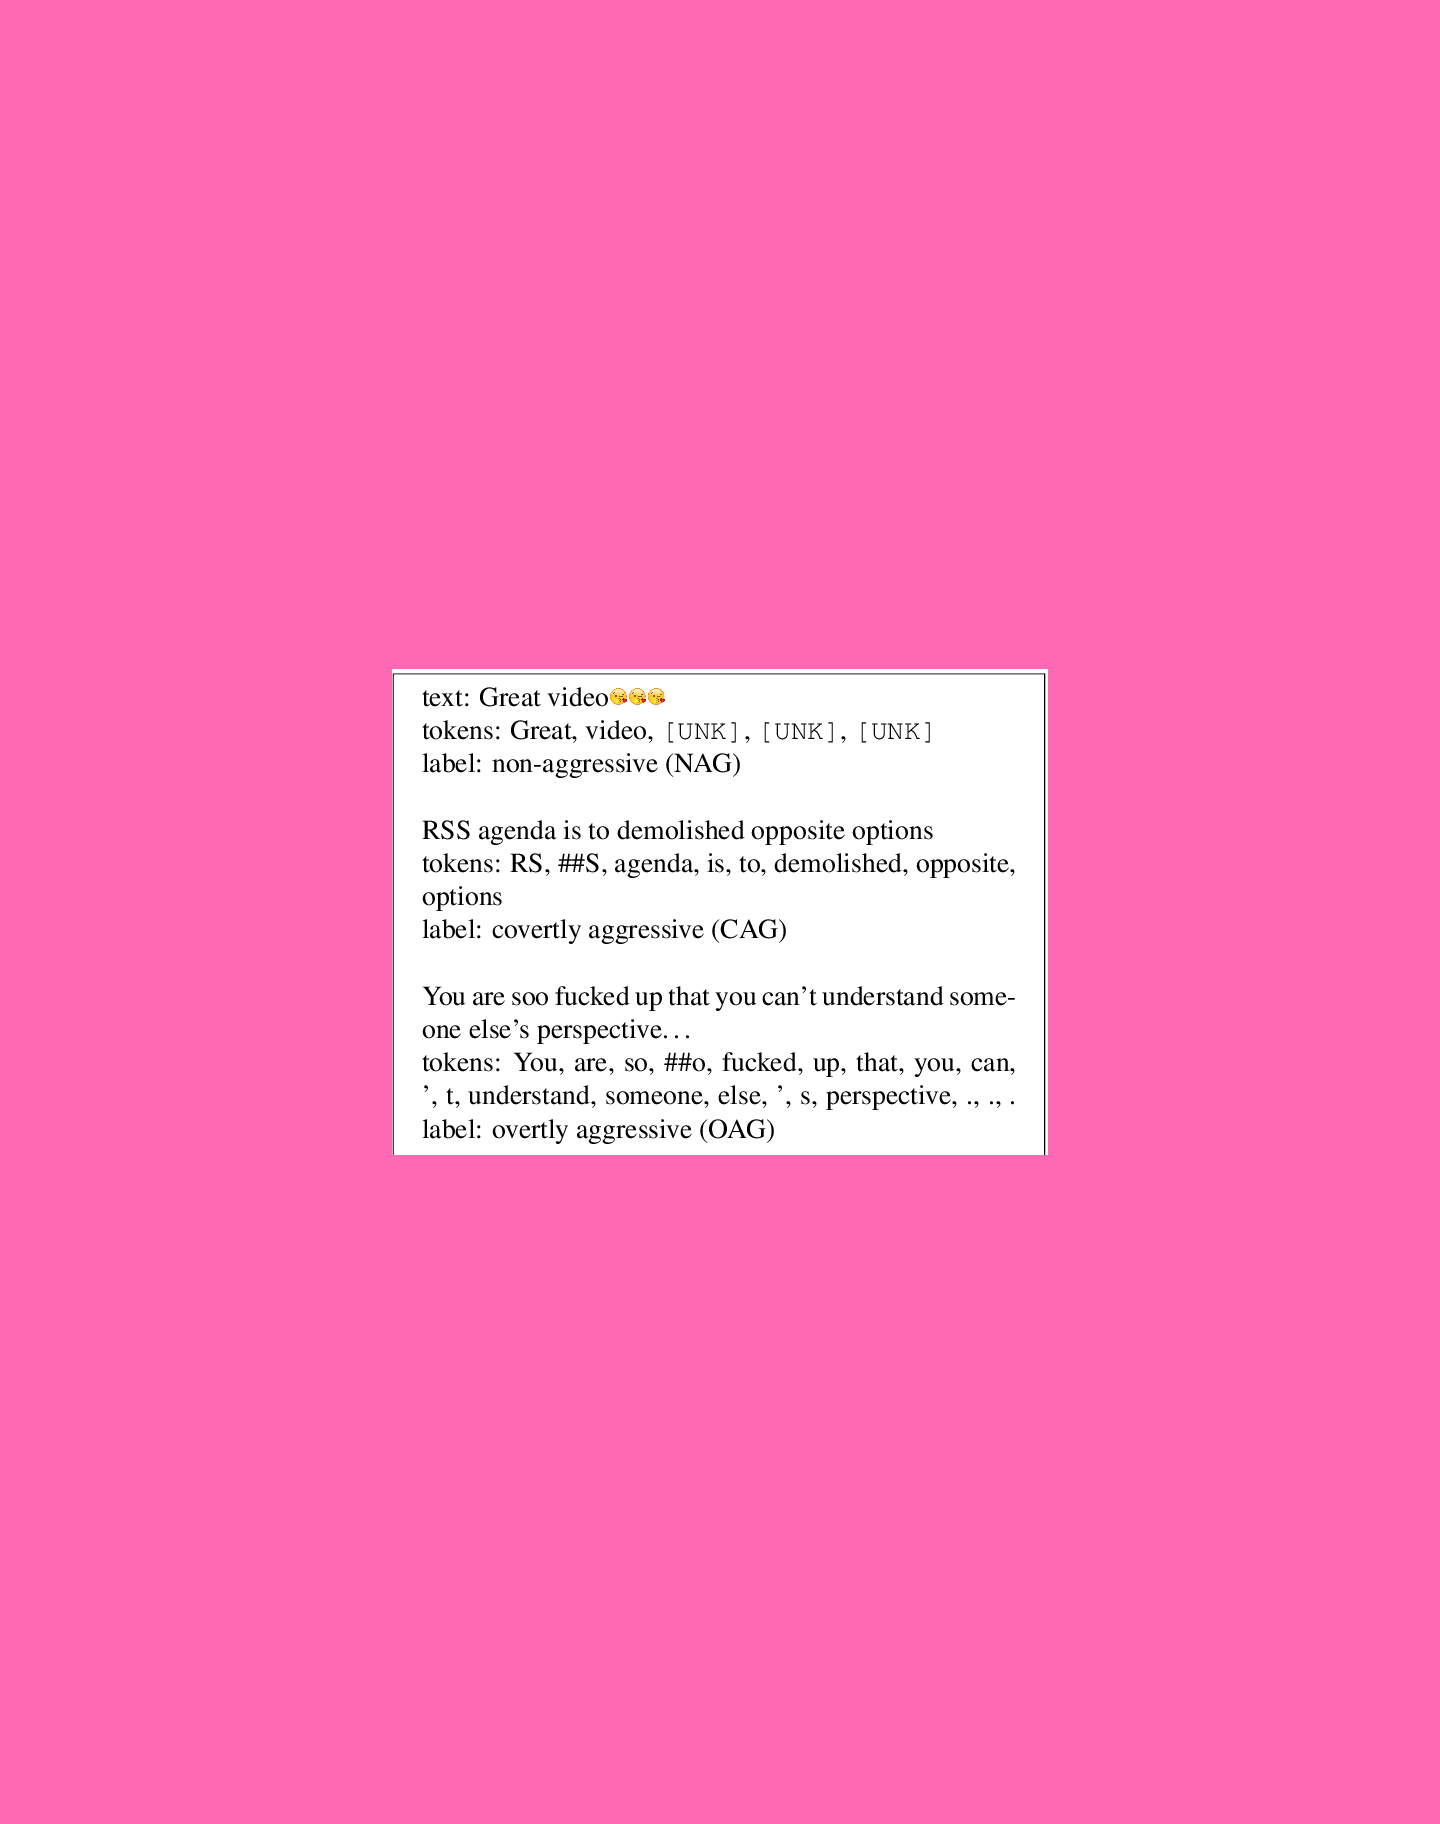 text: Great video😘😘😘
tokens: Great, video, [UNK], [UNK], [UNK]
label: non-aggressive (NAG)
RSS agenda is to demolished opposite options
tokens: RS, ##S, agenda, is, to, demolished, opposite,
options
label: covertly aggressive (CAG)
You are soo fucked up that you can’t understand some-
one else’s perspective...
tokens: You, are, so, ##o, fucked, up, that, you, can,
’, t, understand, someone, else, ’, s, perspective, ., ., .
label: overtly aggressive (OAG)